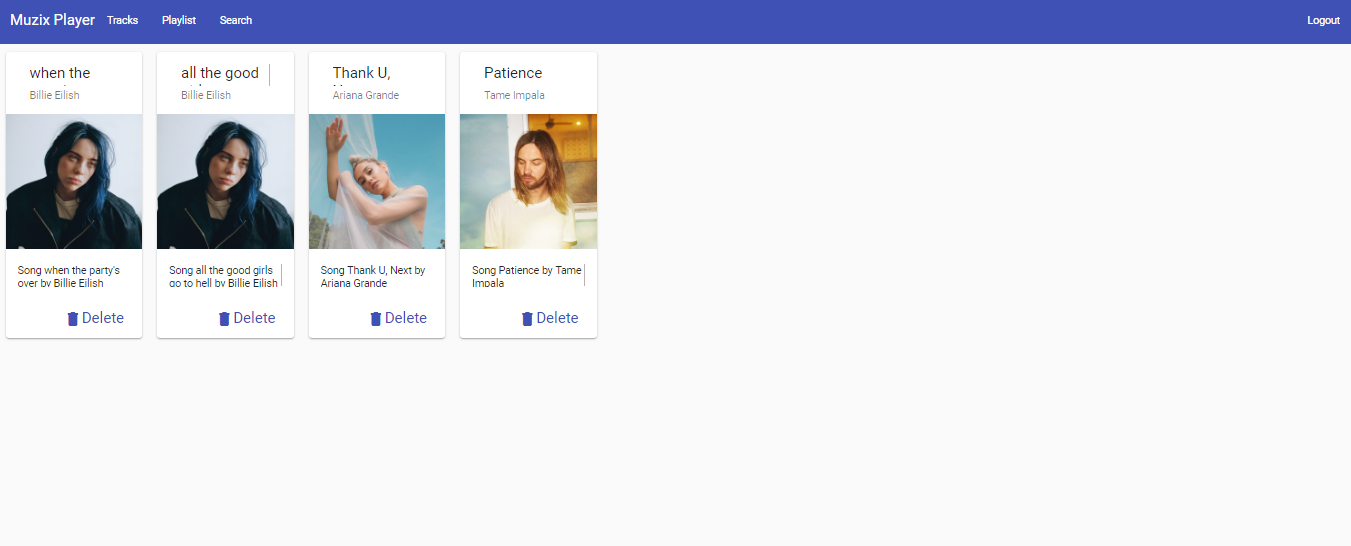 Muzix Player Tracks Playlist Search Logout
when the
Billie Eilish
Song when the party's
over by Billie Eilish
Delete
all the good
Billie Eilish
Song all the good girls
go to hell by Billie Eilish
Delete
Thank U,
Ariana Grande
Song Thank U, Next by
Ariana Grande
Delete
Patience
Tame Impala
Song Patience by Tame
Impala
Delete